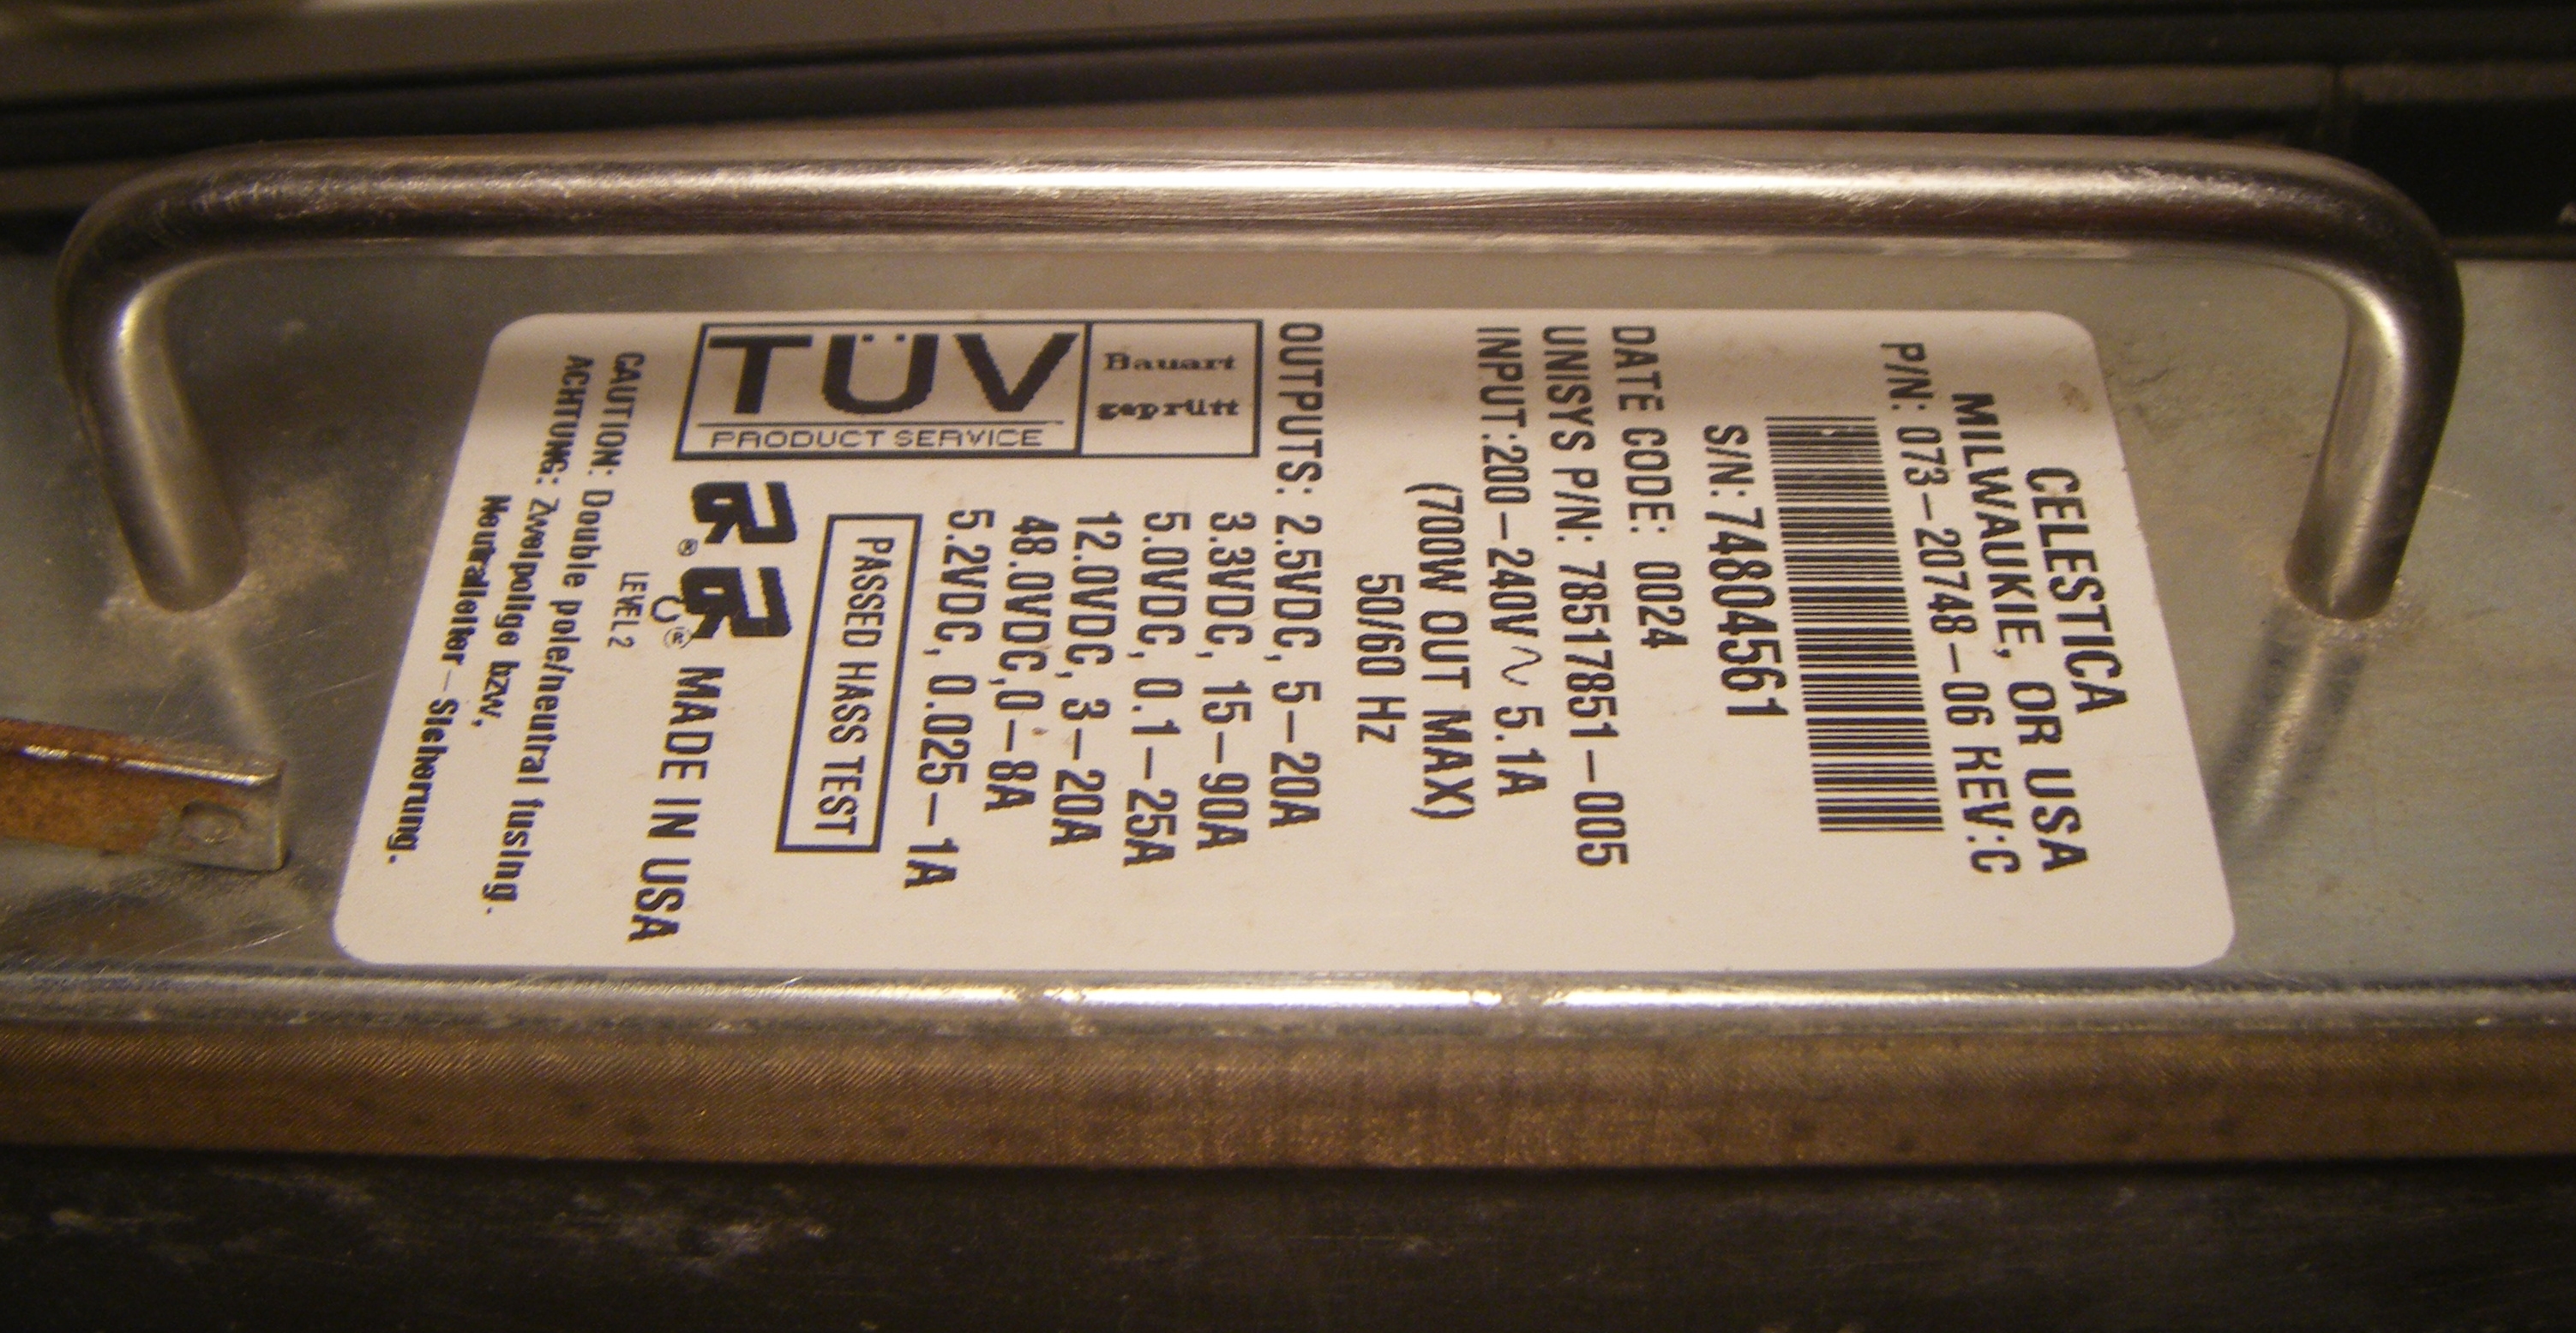 CELESTICA
MILWAUKIE, OR USA
P/N: 073-20748-06 REV:C
S/N: 74804561
DATE CODE: 0024
UNISYS P/N: 78517851-005
INPUT:200-240V ∿ 5.1A
(700W OUT MAX)
50/60 Hz
OUTPUTS: 2.5VDC, 5-20A
3.3VDC, 15-90A
5.0VDC, 0.1-25A
12.0VDC, 3-20A
48.0VDC,0-8A
5.2VDC, 0.025-1A
PASSED HASS TEST
TÜV
PRODUCT SERVICE
Bauart
geprüft
MADE IN USA
LEVEL 2
CAUTION: Double pole/neutral fusing.
ACHTUNG: Zweipolige bzw,
Neutralleiter-Sicherung.